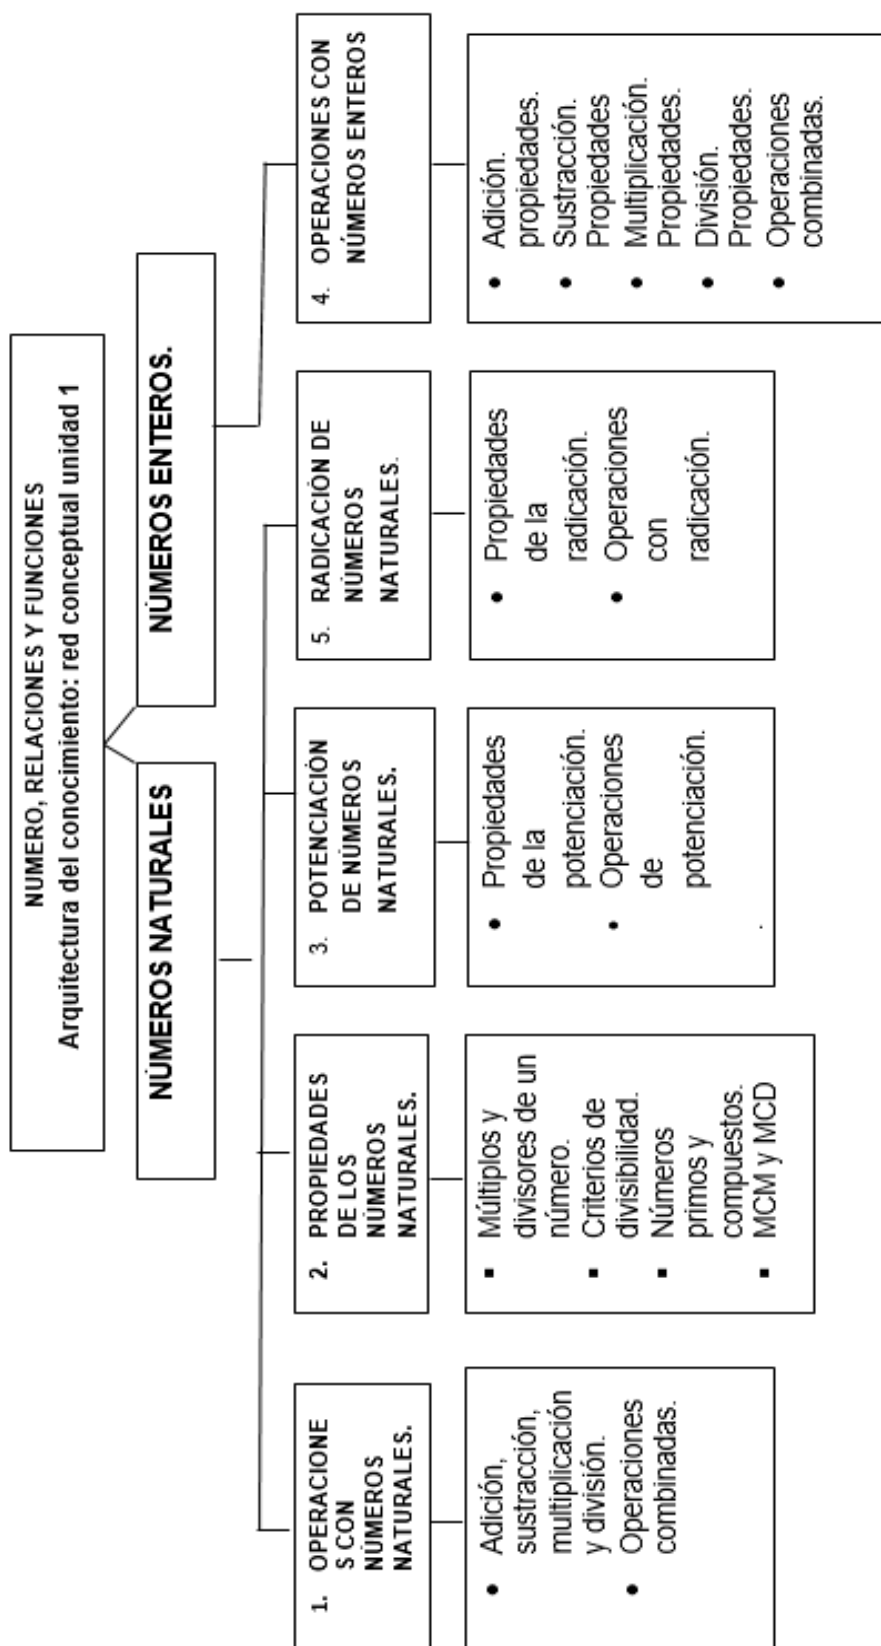 NUMERO, RELACIONES Y FUNCIONES
Arquitectura del conocimiento: red conceptual unidad 1
NÚMEROS NATURALES
NÚMEROS ENTEROS.
1. OPERACIONE
S CON
NÚMEROS
NATURALES.
2. PROPIEDADES
DE LOS
NÚMEROS
NATURALES.
3. POTENCIACIÓN
DE NÚMEROS
NATURALES.
5. RADICACIÓN DE
NÚMEROS
NATURALES.
4. OPERACIONES CON
NÚMEROS ENTEROS
• Adición,
sustracción,
multiplicación
y división.
• Operaciones
combinadas.
▪ Múltiplos y
divisores de un
número.
▪ Criterios de
divisibilidad.
▪ Números
primos y
compuestos.
▪ MCM y MCD
• Propiedades
de la
potenciación.
• Operaciones
de
potenciación.
.
• Propiedades
de la
radicación.
• Operaciones
con
radicación.
• Adición.
propiedades.
• Sustracción.
Propiedades
• Multiplicación.
Propiedades.
• División.
Propiedades.
• Operaciones
combinadas.